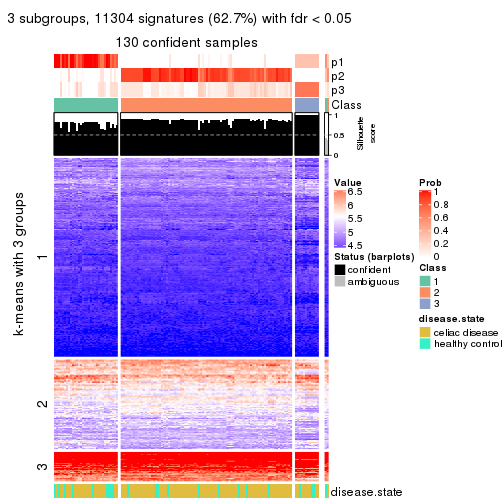 3 subgroups, 11304 signatures (62.7%) with fdr < 0.05
130 confident samples
p1
p2
p3
Class
1
0.5
0
Silhouette
score
k-means with 3 groups
1
2
3
disease.state
Value
6.5
6
5.5
5
4.5
Status (barplots)
confident
ambiguous
Prob
1
0.8
0.6
0.4
0.2
0
Class
1
2
3
disease.state
celiac disease
healthy control